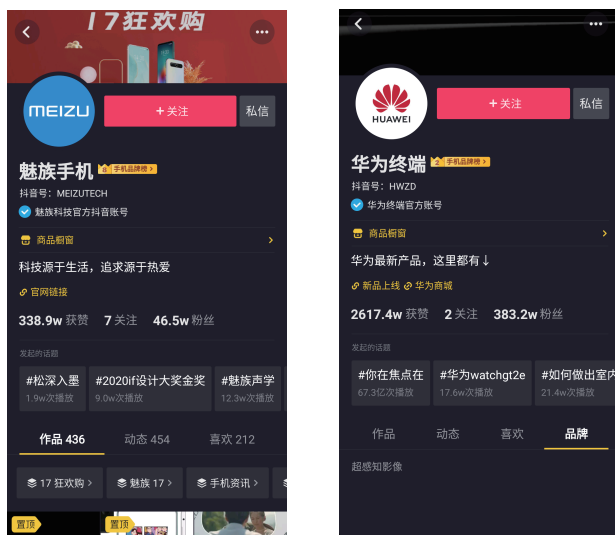 17狂欢购
MEIZU
+关注
私信
魅族手机
8 手机品牌榜 >
抖音号：MEIZUTECH
魅族科技官方抖音账号
商品橱窗
科技源于生活，追求源于热爱
官网链接
338.9w 获赞 7 关注 46.5w 粉丝
发起的话题
#松深入墨 #2020if设计大奖金奖 #魅族声学
1.9w次播放 9.0w次播放 12.3w次播放
作品 436 动态 454 喜欢 212
17 狂欢购 > 魅族 17 > 手机资讯 >
置顶 置顶
HUAWEI
+关注
私信
华为终端
2 手机品牌榜 >
抖音号：HWZD
华为终端官方账号
商品橱窗
华为最新产品，这里都有↓
新品上线 华为商城
2617.4w 获赞 2 关注 383.2w 粉丝
发起的话题
#你在焦点在 #华为watchgt2e #如何做出室内
67.3亿次播放 17.6w次播放 21.4w次播放
作品 动态 喜欢 品牌
超感知影像